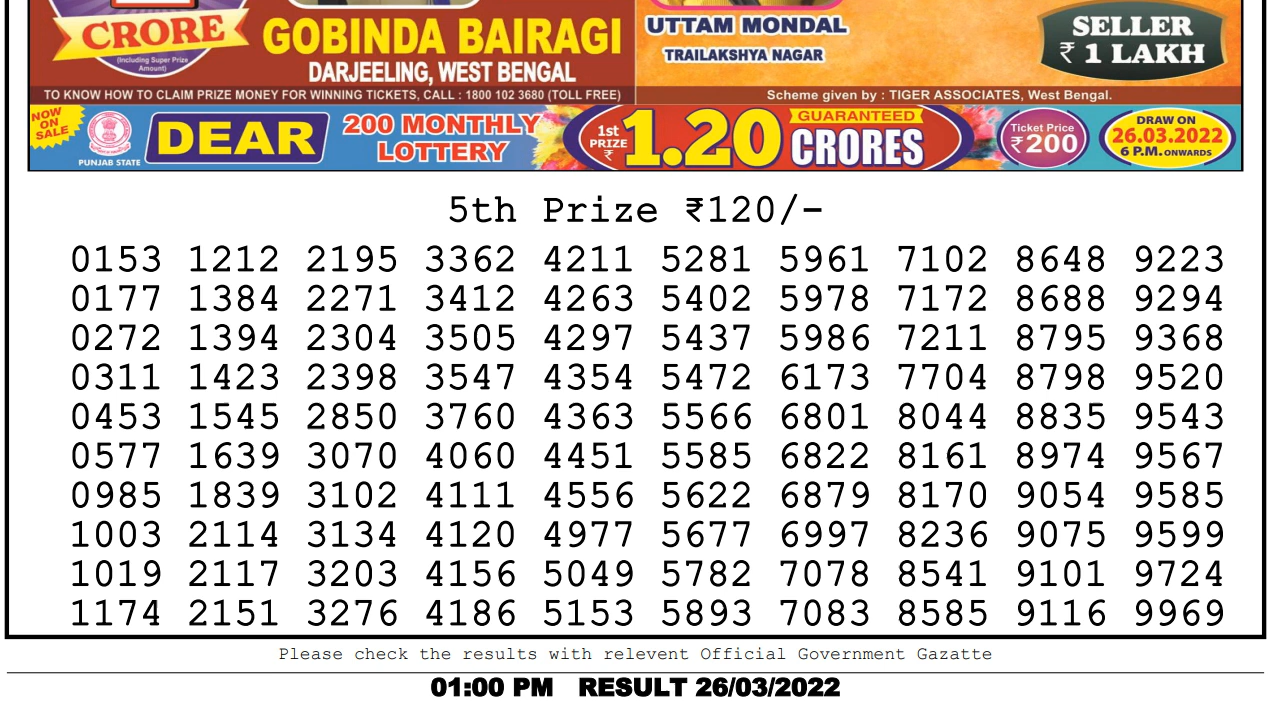 CRORE
(Including Super Prize
Amount)
GOBINDA BAIRAGI
DARJEELING, WEST BENGAL
UTTAM MONDAL
TRAILAKSHYA NAGAR
SELLER
₹ 1 LAKH
TO KNOW HOW TO CLAIM PRIZE MONEY FOR WINNING TICKETS, CALL : 1800 102 3680 (TOLL FREE)
Scheme given by : TIGER ASSOCIATES, West Bengal.
NOW
ON
SALE
PUNJAB STATE
DEAR
200 MONTHLY
LOTTERY
1st
PRIZE
₹
1.20
GUARANTEED
CRORES
Ticket Price
₹200
DRAW ON
26.03.2022
6 P.M. ONWARDS
5th Prize ₹120/-
0153 1212 2195 3362 4211 5281 5961 7102 8648 9223
0177 1384 2271 3412 4263 5402 5978 7172 8688 9294
0272 1394 2304 3505 4297 5437 5986 7211 8795 9368
0311 1423 2398 3547 4354 5472 6173 7704 8798 9520
0453 1545 2850 3760 4363 5566 6801 8044 8835 9543
0577 1639 3070 4060 4451 5585 6822 8161 8974 9567
0985 1839 3102 4111 4556 5622 6879 8170 9054 9585
1003 2114 3134 4120 4977 5677 6997 8236 9075 9599
1019 2117 3203 4156 5049 5782 7078 8541 9101 9724
1174 2151 3276 4186 5153 5893 7083 8585 9116 9969
Please check the results with relevent Official Government Gazatte
01:00 PM RESULT 26/03/2022